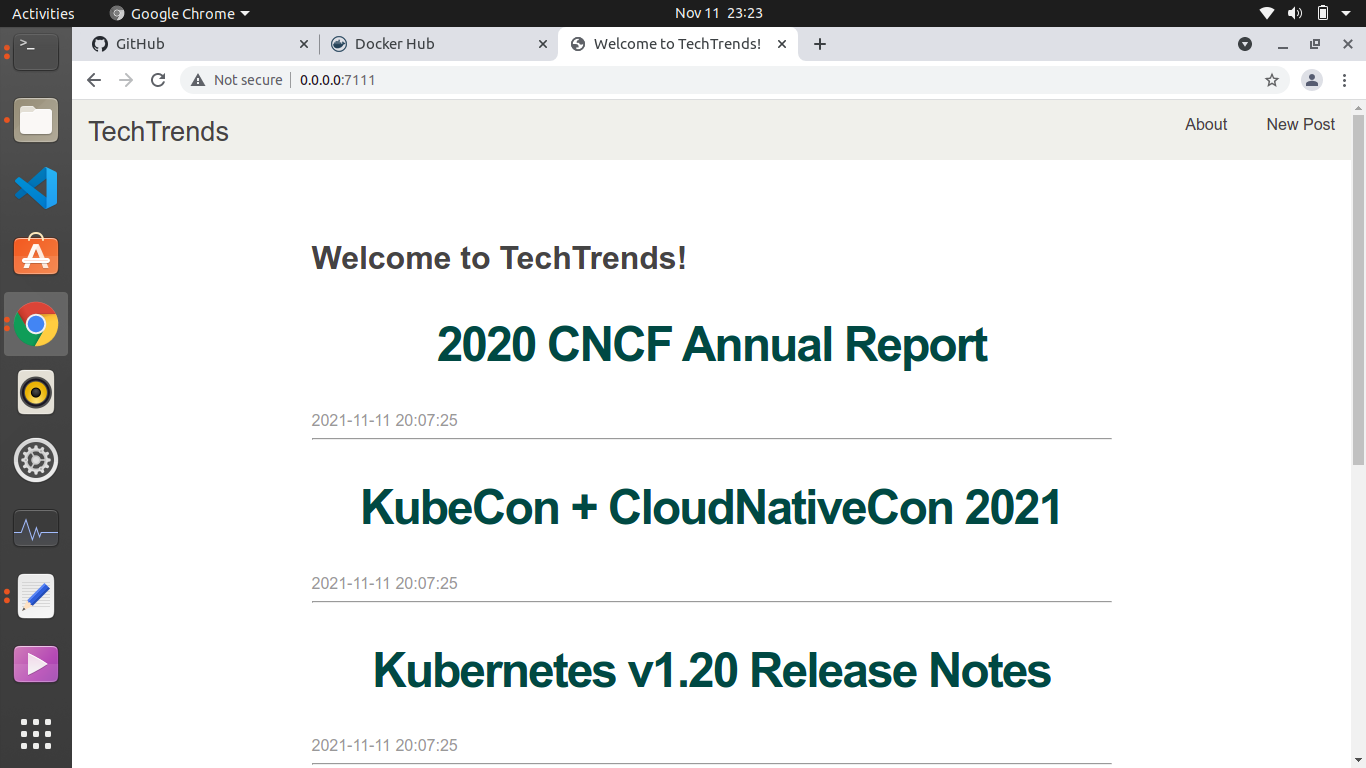 Activities Google Chrome Nov 11 23:23
GitHub Docker Hub Welcome to TechTrends!
Not secure 0.0.0.0:7111
TechTrends About New Post
Welcome to TechTrends!
2020 CNCF Annual Report
2021-11-11 20:07:25
KubeCon + CloudNativeCon 2021
2021-11-11 20:07:25
Kubernetes v1.20 Release Notes
2021-11-11 20:07:25